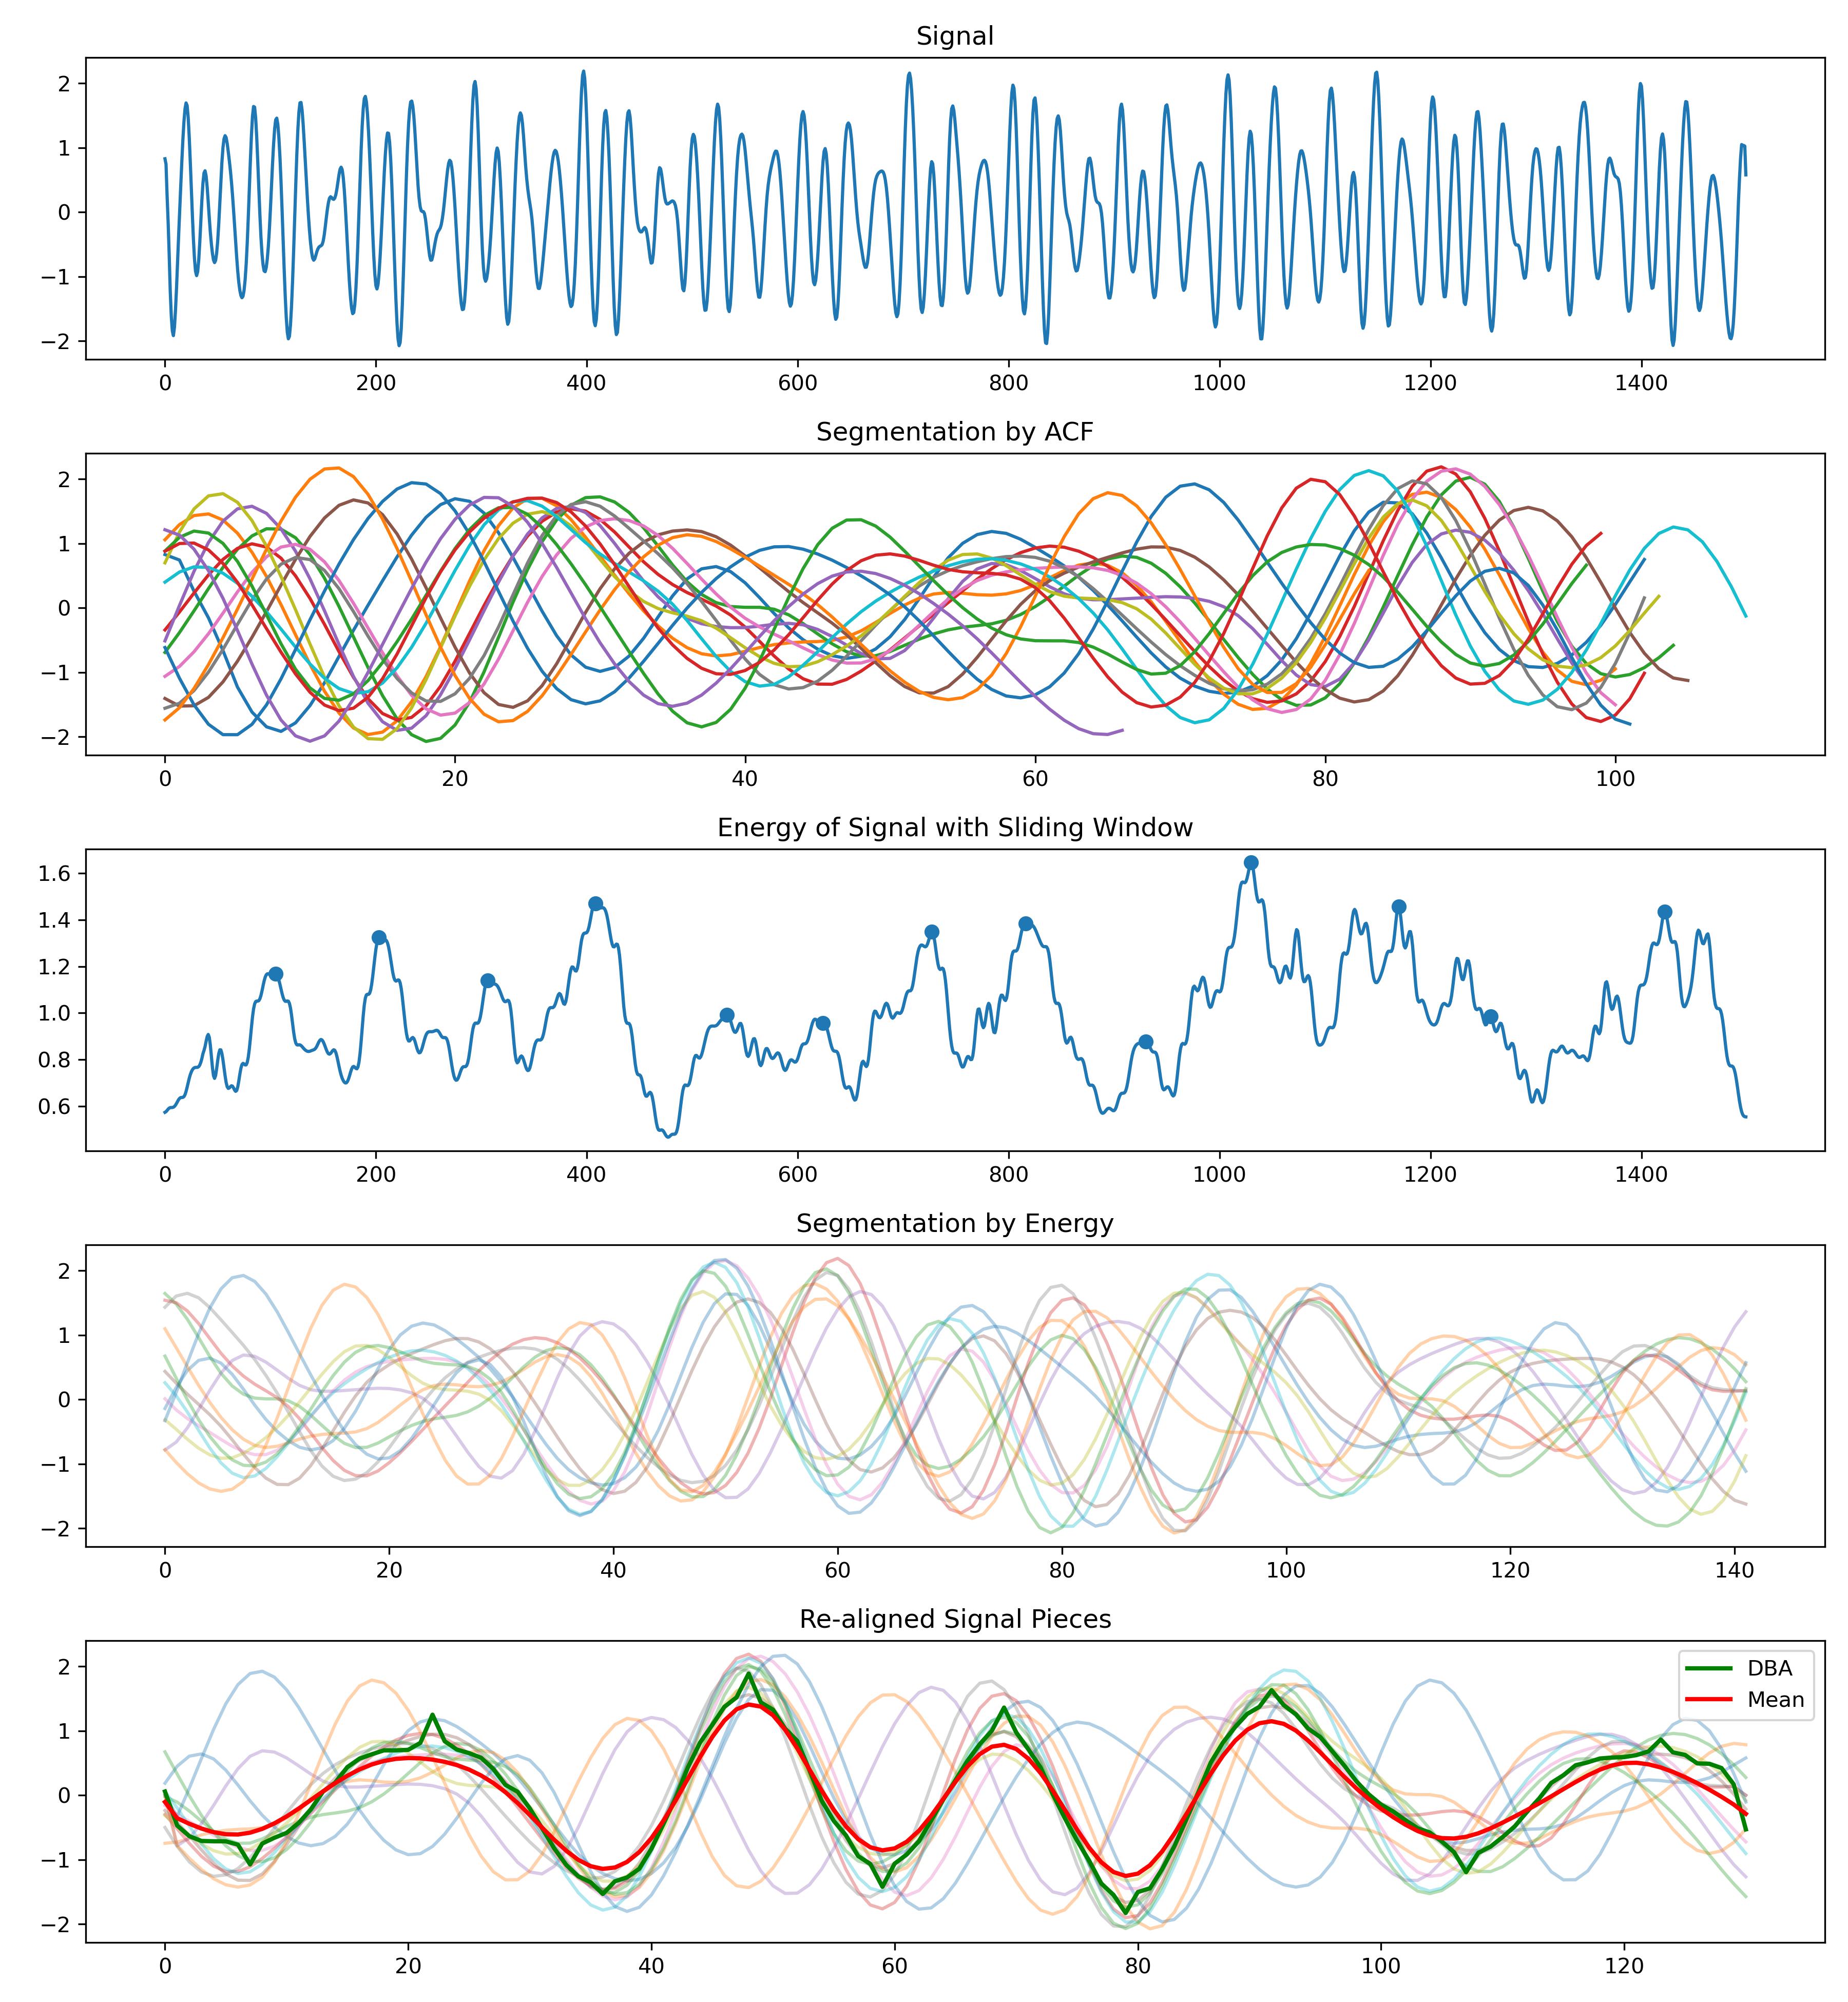 Signal
2
1
0
−1
−2
0 200 400 600 800 1000 1200 1400
Segmentation by ACF
2
1
0
−1
−2
0 20 40 60 80 100
Energy of Signal with Sliding Window
1.6
1.4
1.2
1.0
0.8
0.6
0 200 400 600 800 1000 1200 1400
Segmentation by Energy
2
1
0
−1
−2
0 20 40 60 80 100 120 140
Re-aligned Signal Pieces
2
1
0
−1
−2
DBA
Mean
0 20 40 60 80 100 120